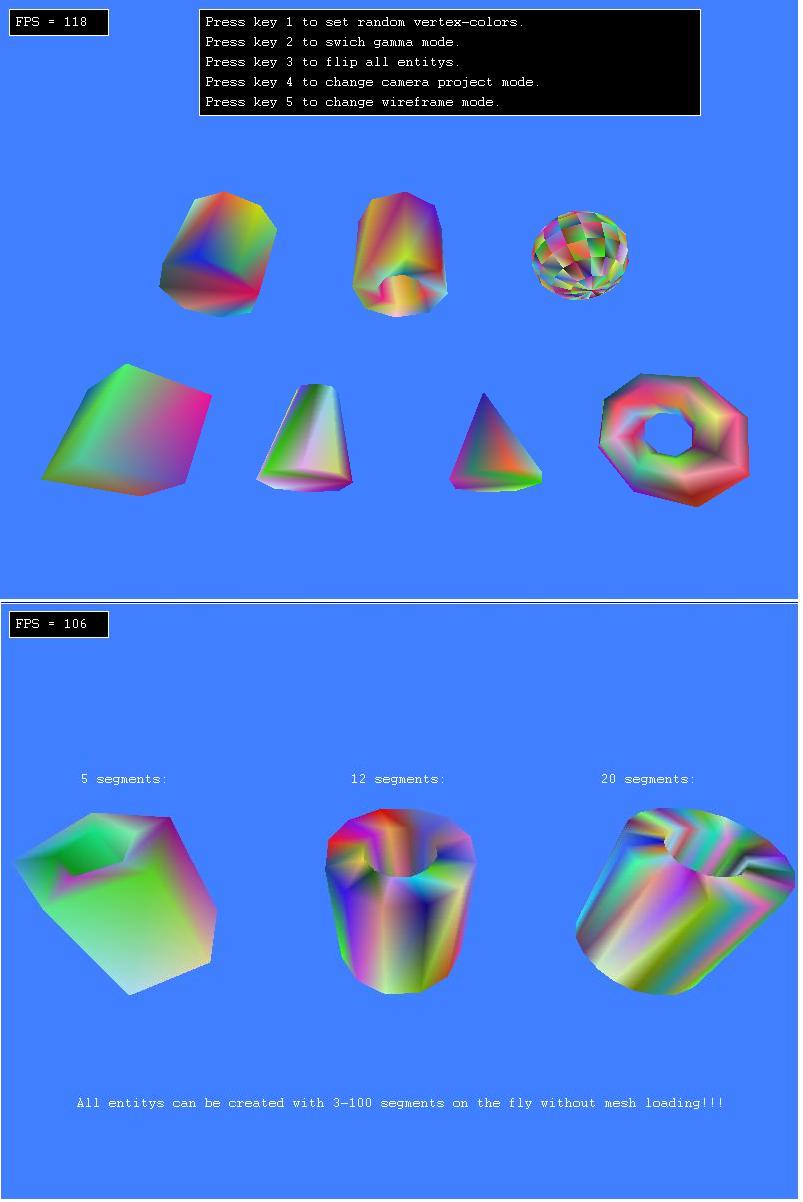 FPS = 118
Press key 1 to set random vertex-colors.
Press key 2 to swich gamma mode.
Press key 3 to flip all entitys.
Press key 4 to change camera project mode.
Press key 5 to change wireframe mode.
FPS = 106
5 segments:
12 segments:
20 segments:
All entitys can be created with 3-100 segments on the fly without mesh loading!!!